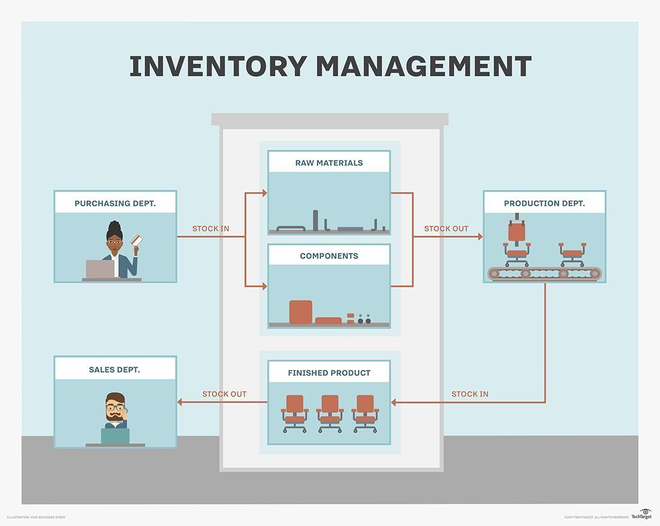 INVENTORY MANAGEMENT
RAW MATERIALS
PURCHASING DEPT.
PRODUCTION DEPT.
STOCK IN
STOCK OUT
COMPONENTS
SALES DEPT.
FINISHED PRODUCT
STOCK OUT
STOCK IN
TechTarget